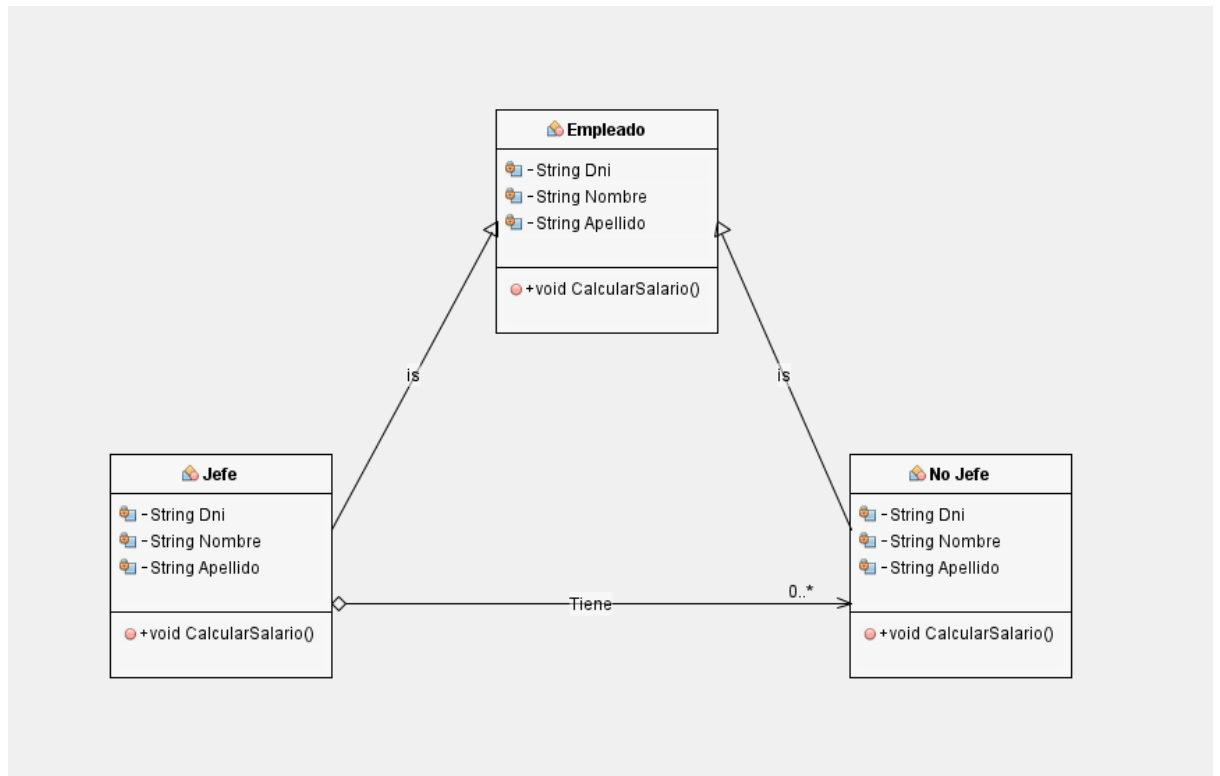 Empleado
-String Dni
-String Nombre
-String Apellido
+void CalcularSalario()
is
is
Jefe
-String Dni
-String Nombre
-String Apellido
+void CalcularSalario()
Tiene
0..*
No Jefe
-String Dni
-String Nombre
-String Apellido
+void CalcularSalario()